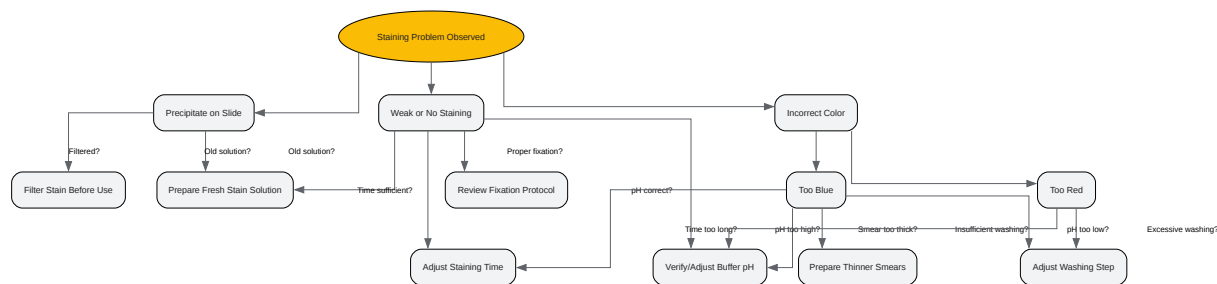 Staining Problem Observed
Precipitate on Slide
Weak or No Staining
Incorrect Color
Filtered?
Old solution?
Old solution?
Proper fixation?
Filter Stain Before Use
Prepare Fresh Stain Solution
Time sufficient?
Review Fixation Protocol
pH correct?
Too Blue
Too Red
Time too long?
pH too high?
Smear too thick?
Insufficient washing?
pH too low?
Excessive washing?
Adjust Staining Time
Verify/Adjust Buffer pH
Prepare Thinner Smears
Adjust Washing Step